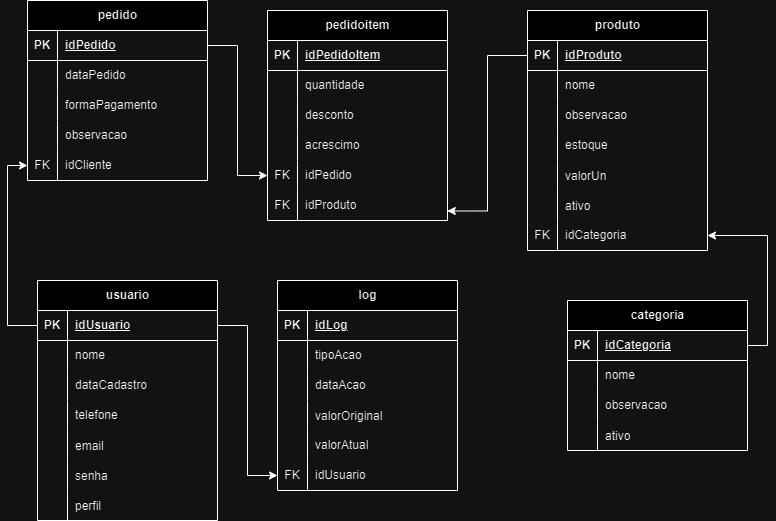 pedido
PK idPedido
dataPedido
formaPagamento
observacao
FK idCliente
pedidoitem
PK idPedidoItem
quantidade
desconto
acrescimo
FK idPedido
FK idProduto
produto
PK idProduto
nome
observacao
estoque
valorUn
ativo
FK idCategoria
usuario
PK idUsuario
nome
dataCadastro
telefone
email
senha
perfil
log
PK idLog
tipoAcao
dataAcao
valorOriginal
valorAtual
FK idUsuario
categoria
PK idCategoria
nome
observacao
ativo